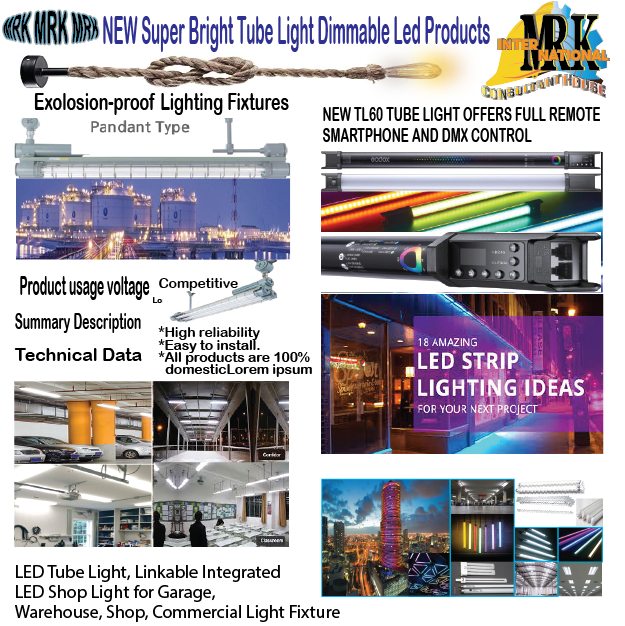 MRK MRK MRK
NEW Super Bright Tube Light Dimmable Led Products
MRK
INTERNATIONAL
CONSULTANT HOUSE
Exolosion-proof Lighting Fixtures
Pandant Type
NEW TL60 TUBE LIGHT OFFERS FULL REMOTE
SMARTPHONE AND DMX CONTROL
GODOX
Product usage voltage
Competitive
Lo
Summary Description
Technical Data
*High reliability
*Easy to install.
*All products are 100%
domesticLorem ipsum
18 AMAZING
LED STRIP
LIGHTING IDEAS
FOR YOUR NEXT PROJECT
Corridor
Classroom
LED Tube Light, Linkable Integrated
LED Shop Light for Garage,
Warehouse, Shop, Commercial Light Fixture